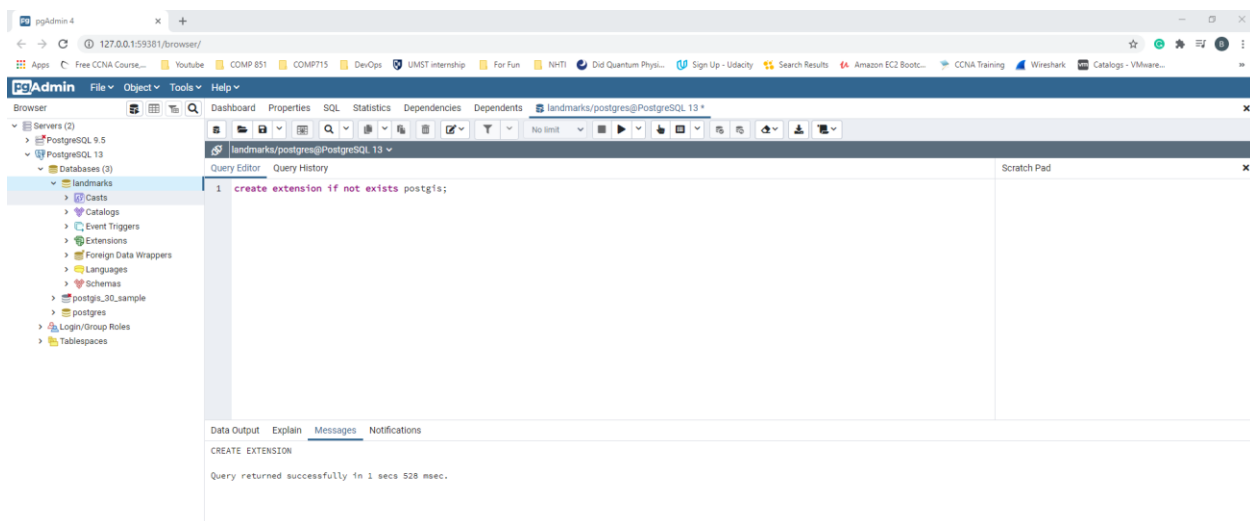 pgAdmin 4
127.0.0.1:59381/browser/
Apps Free CCNA Course,... Youtube COMP 851 COMP715 DevOps UMST internship For Fun NHTI Did Quantum Physi... Sign Up - Udacity Search Results Amazon EC2 Bootc... CCNA Training Wireshark Catalogs - VMware...
pgAdmin File Object Tools Help
Browser Dashboard Properties SQL Statistics Dependencies Dependents landmarks/postgres@PostgreSQL 13 *
Servers (2)
No limit
PostgreSQL 9.5
PostgreSQL 13
landmarks/postgres@PostgreSQL 13
Databases (3)
Query Editor Query History Scratch Pad
landmarks
1 create extension if not exists postgis;
Casts
Catalogs
Event Triggers
Extensions
Foreign Data Wrappers
Languages
Schemas
postgis_30_sample
postgres
Login/Group Roles
Tablespaces
Data Output Explain Messages Notifications
CREATE EXTENSION
Query returned successfully in 1 secs 528 msec.